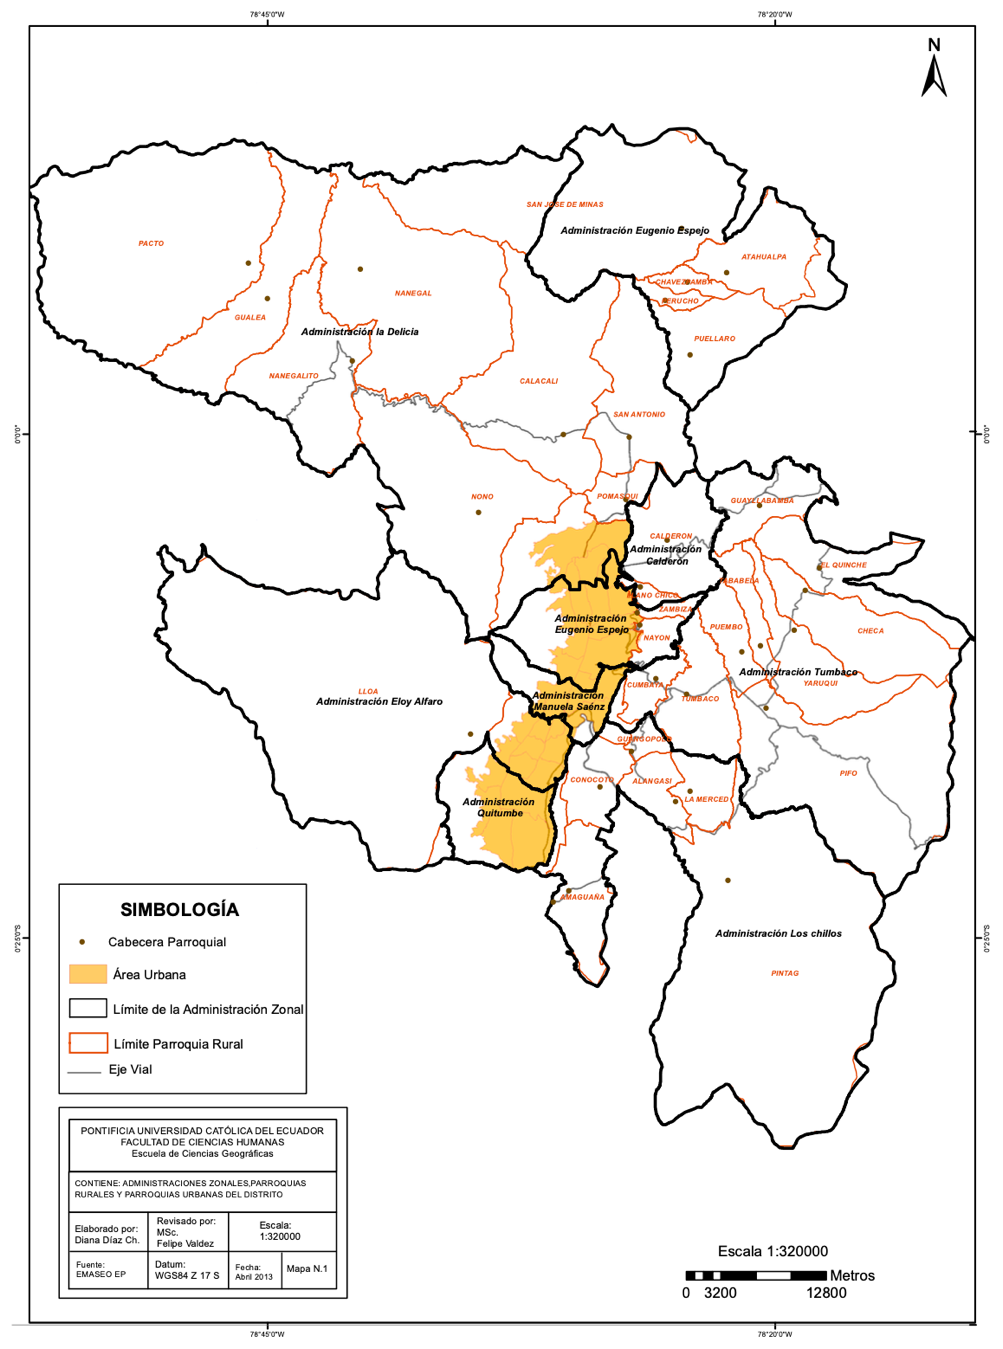 78°45'0"W
78°20'0"W
N
SAN JOSE DE MINAS
Administración Eugenio Espejo
PACTO
ATAHUALPA
CHAVEZPAMBA
NANEGAL
PERUCHO
GUALEA
Administración la Delicia
PUELLARO
NANEGALITO
CALACALI
SAN ANTONIO
0°0'0"
0°0'0"
NONO
POMASQUI
GUAYLLABAMBA
CALDERON
Administración
Calderón
EL QUINCHE
TABABELA
LLANO CHICO
ZAMBIZA
Administración
Eugenio Espejo
PUEMBO
CHECA
NAYON
Administración Tumbaco
YARUQUI
CUMBAYA
LLOA
Administración Eloy Alfaro
Administración
Manuela Saénz
TUMBACO
GUANGOPOLO
PIFO
CONOCOTO
ALANGASI
LA MERCED
Administración
Quitumbe
AMAGUAÑA
Administración Los chillos
PINTAG
0°25'0"S
0°25'0"S
SIMBOLOGÍA
Cabecera Parroquial
Área Urbana
Límite de la Administración Zonal
Límite Parroquia Rural
Eje Vial
PONTIFICIA UNIVERSIDAD CATÓLICA DEL ECUADOR
FACULTAD DE CIENCIAS HUMANAS
Escuela de Ciencias Geográficas
CONTIENE: ADMINISTRACIONES ZONALES,PARROQUIAS
RURALES Y PARROQUIAS URBANAS DEL DISTRITO
Elaborado por:
Diana Díaz Ch.
Revisado por:
MSc.
Felipe Valdez
Escala:
1:320000
Fuente:
EMASEO EP
Datum:
WGS84 Z 17 S
Fecha:
Abril 2013
Mapa N.1
Escala 1:320000
Metros
0 3200 12800
78°45'0"W
78°20'0"W